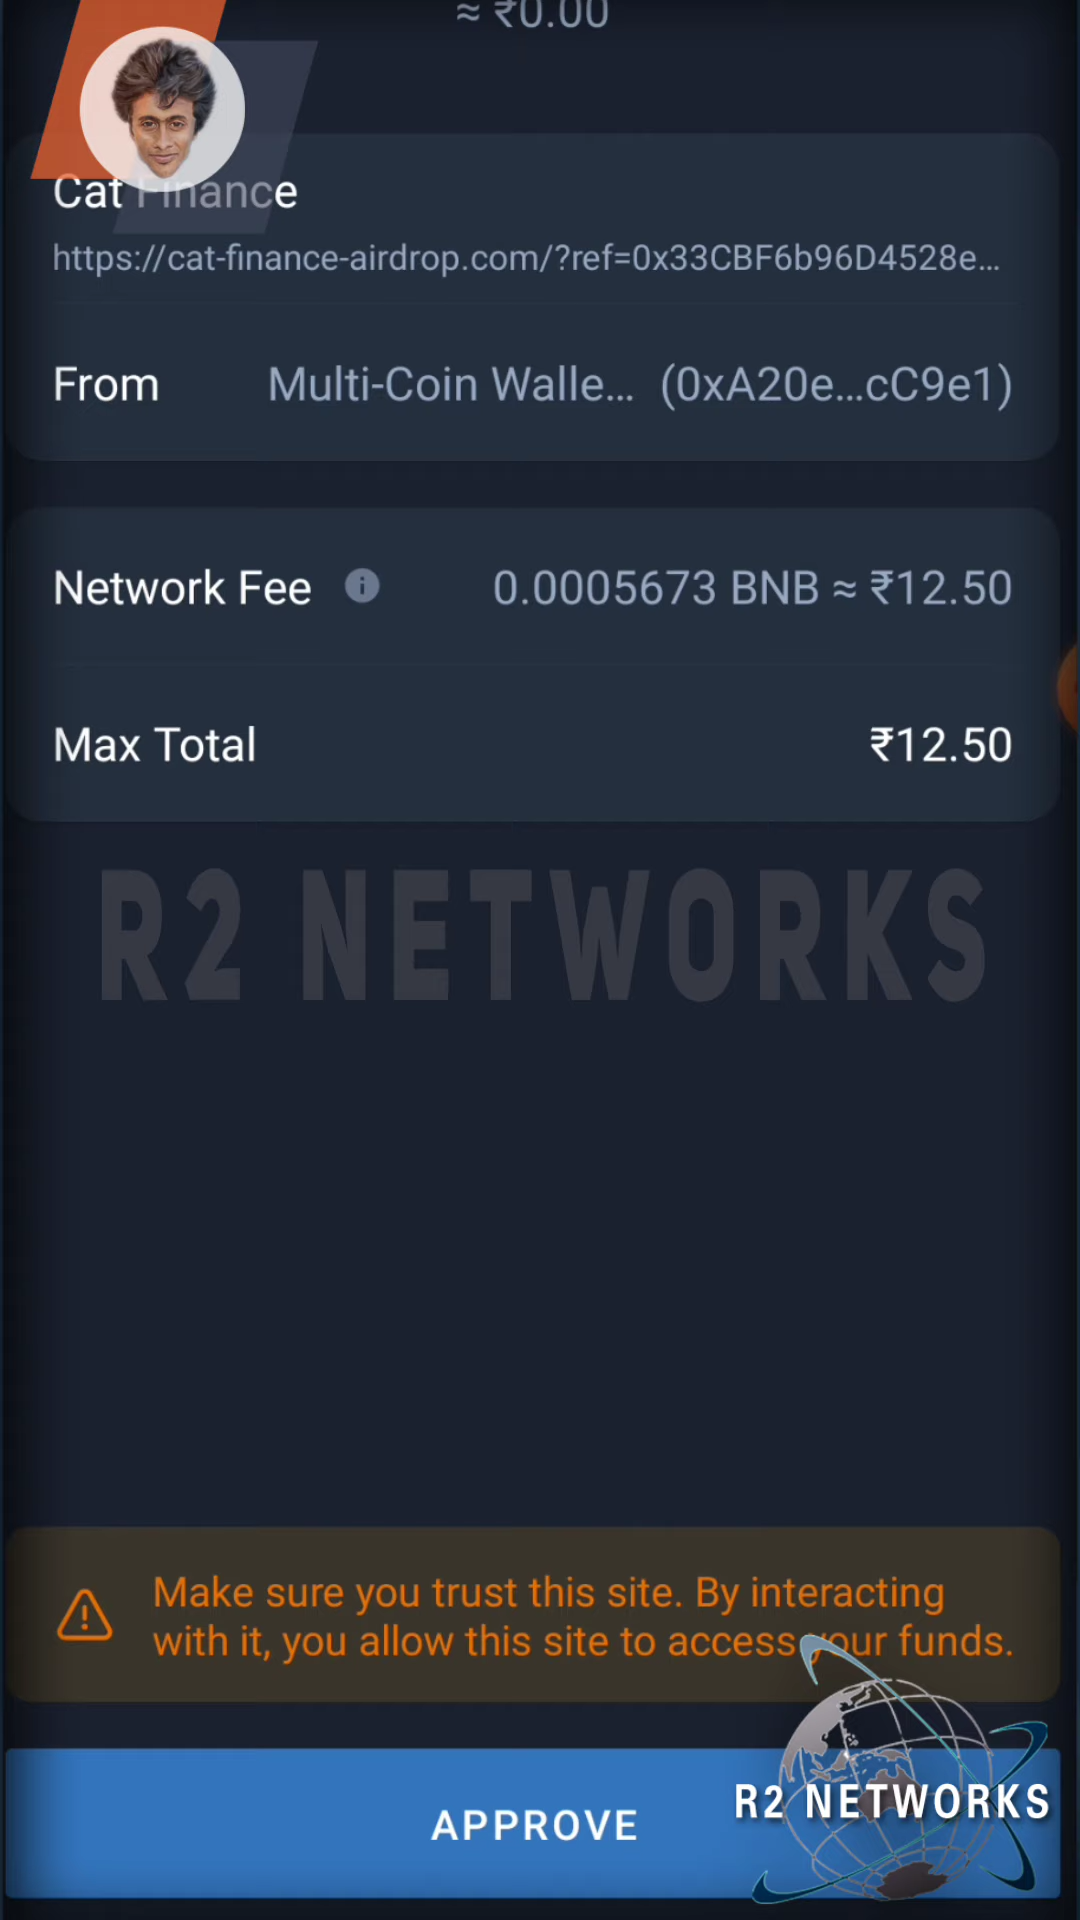 ≈ ₹0.00
Cat Finance
https://cat-finance-airdrop.com/?ref=0x33CBF6b96D4528e...
From Multi-Coin Walle... (0xA20e...cC9e1)
Network Fee 0.0005673 BNB ≈ ₹12.50
Max Total ₹12.50
R2 NETWORKS
Make sure you trust this site. By interacting
with it, you allow this site to access your funds.
R2 NETWORKS
APPROVE